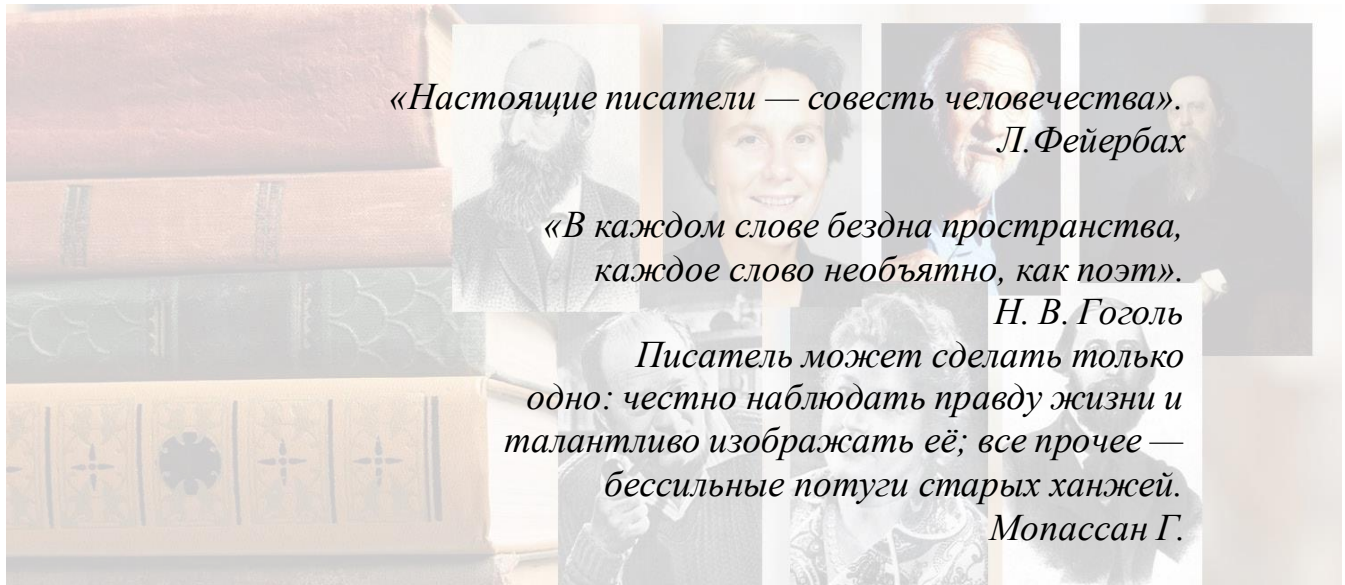 «Настоящие писатели — совесть человечества».
Л.Фейербах
«В каждом слове бездна пространства,
каждое слово необъятно, как поэт».
Н. В. Гоголь
Писатель может сделать только
одно: честно наблюдать правду жизни и
талантливо изображать её; все прочее —
бессильные потуги старых ханжей.
Мопассан Г.